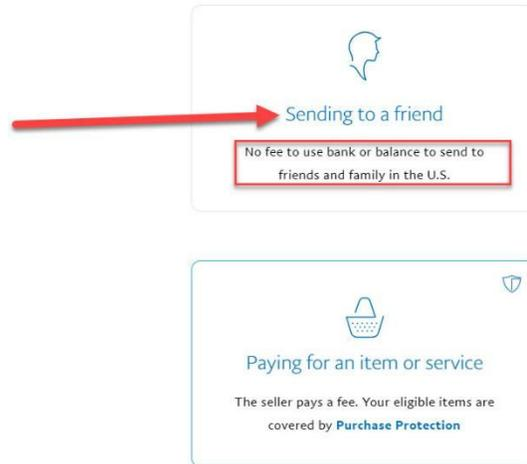 Sending to a friend
No fee to use bank or balance to send to
friends and family in the U.S.
Paying for an item or service
The seller pays a fee. Your eligible items are
covered by Purchase Protection